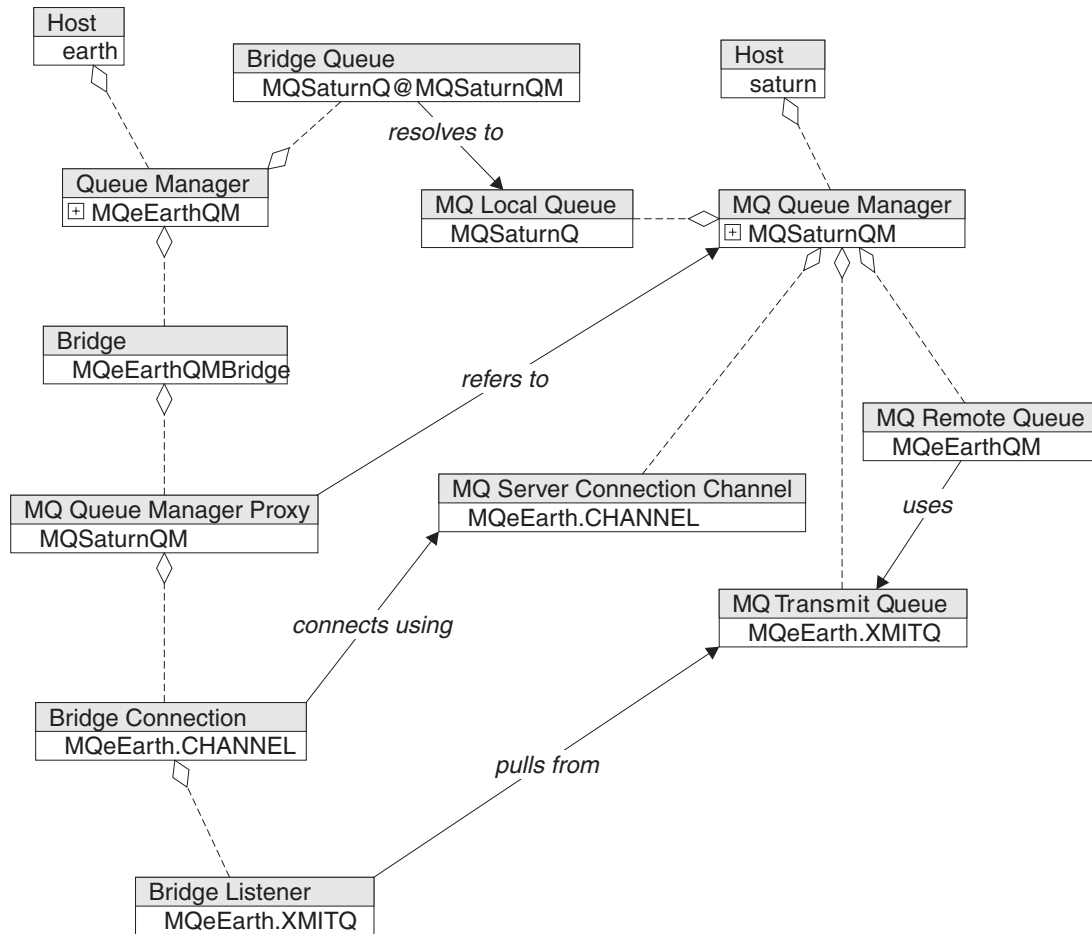 Host
earth
Bridge Queue
MQSaturnQ@MQSaturnQM
Host
saturn
resolves to
Queue Manager
+ MQeEarthQM
MQ Local Queue
MQSaturnQ
MQ Queue Manager
+ MQSaturnQM
Bridge
MQeEarthQMBridge
refers to
MQ Remote Queue
MQeEarthQM
MQ Queue Manager Proxy
MQSaturnQM
MQ Server Connection Channel
MQeEarth.CHANNEL
uses
MQ Transmit Queue
MQeEarth.XMITQ
connects using
Bridge Connection
MQeEarth.CHANNEL
pulls from
Bridge Listener
MQeEarth.XMITQ